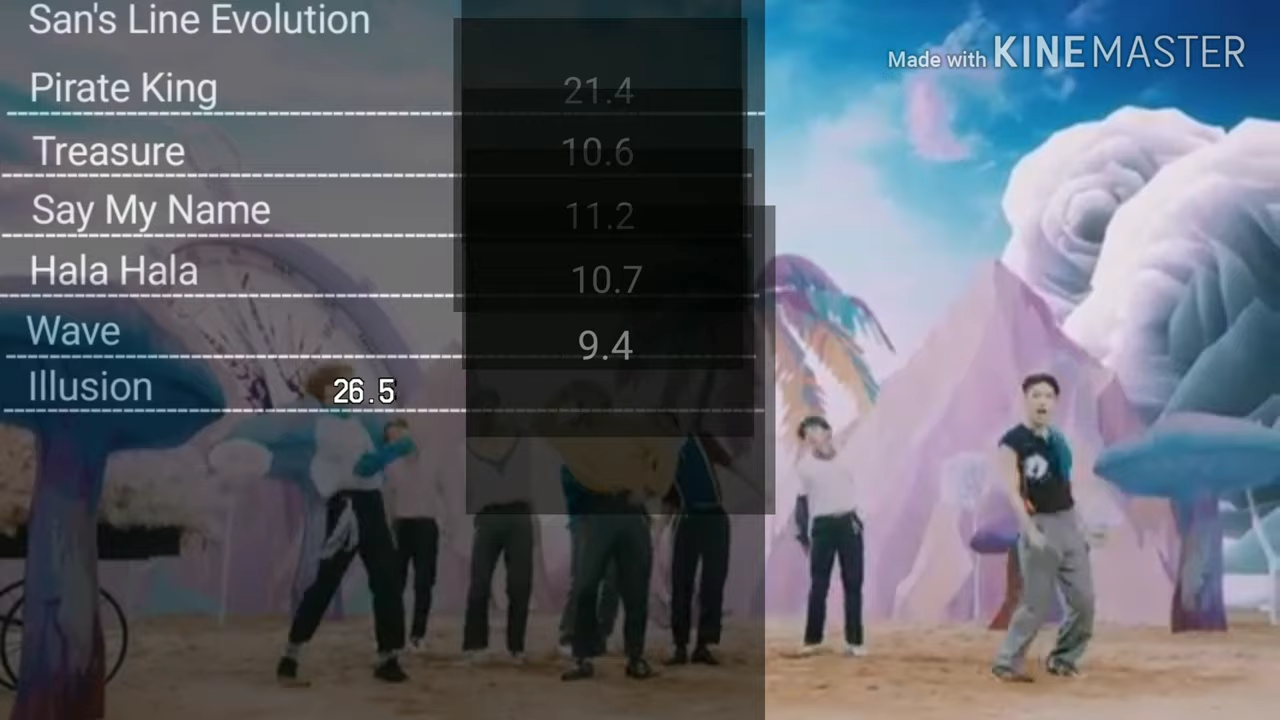 San's Line Evolution
Made with KINEMASTER
Pirate King 21.4
Treasure 10.6
Say My Name 11.2
Hala Hala 10.7
Wave 9.4
Illusion 26.5